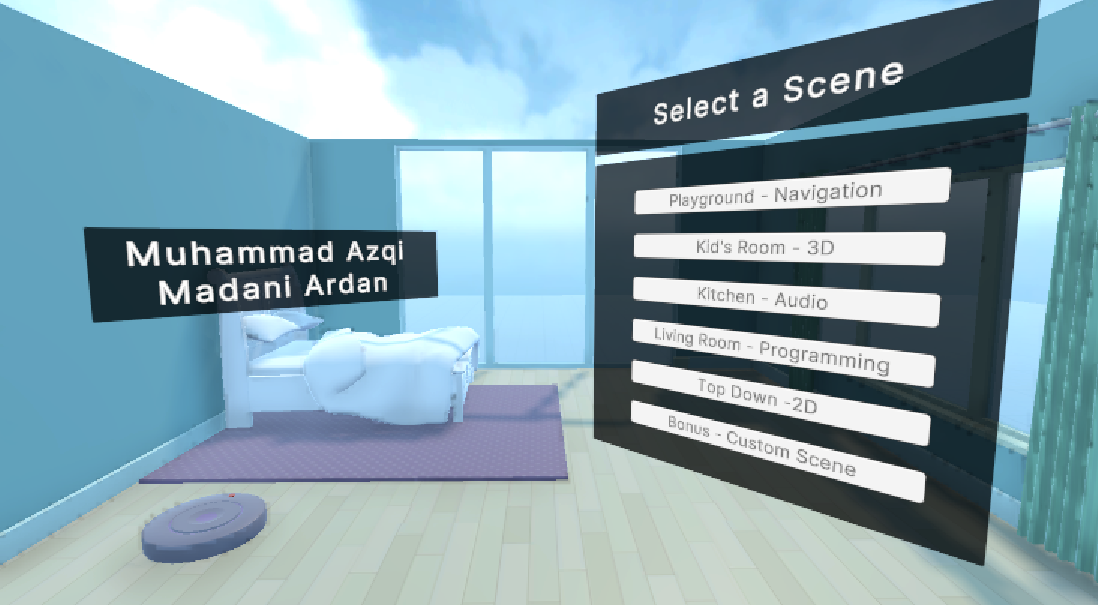 Muhammad Azqi
Madani Ardan
Select a Scene
Playground - Navigation
Kid's Room - 3D
Kitchen - Audio
Living Room - Programming
Top Down -2D
Bonus - Custom Scene